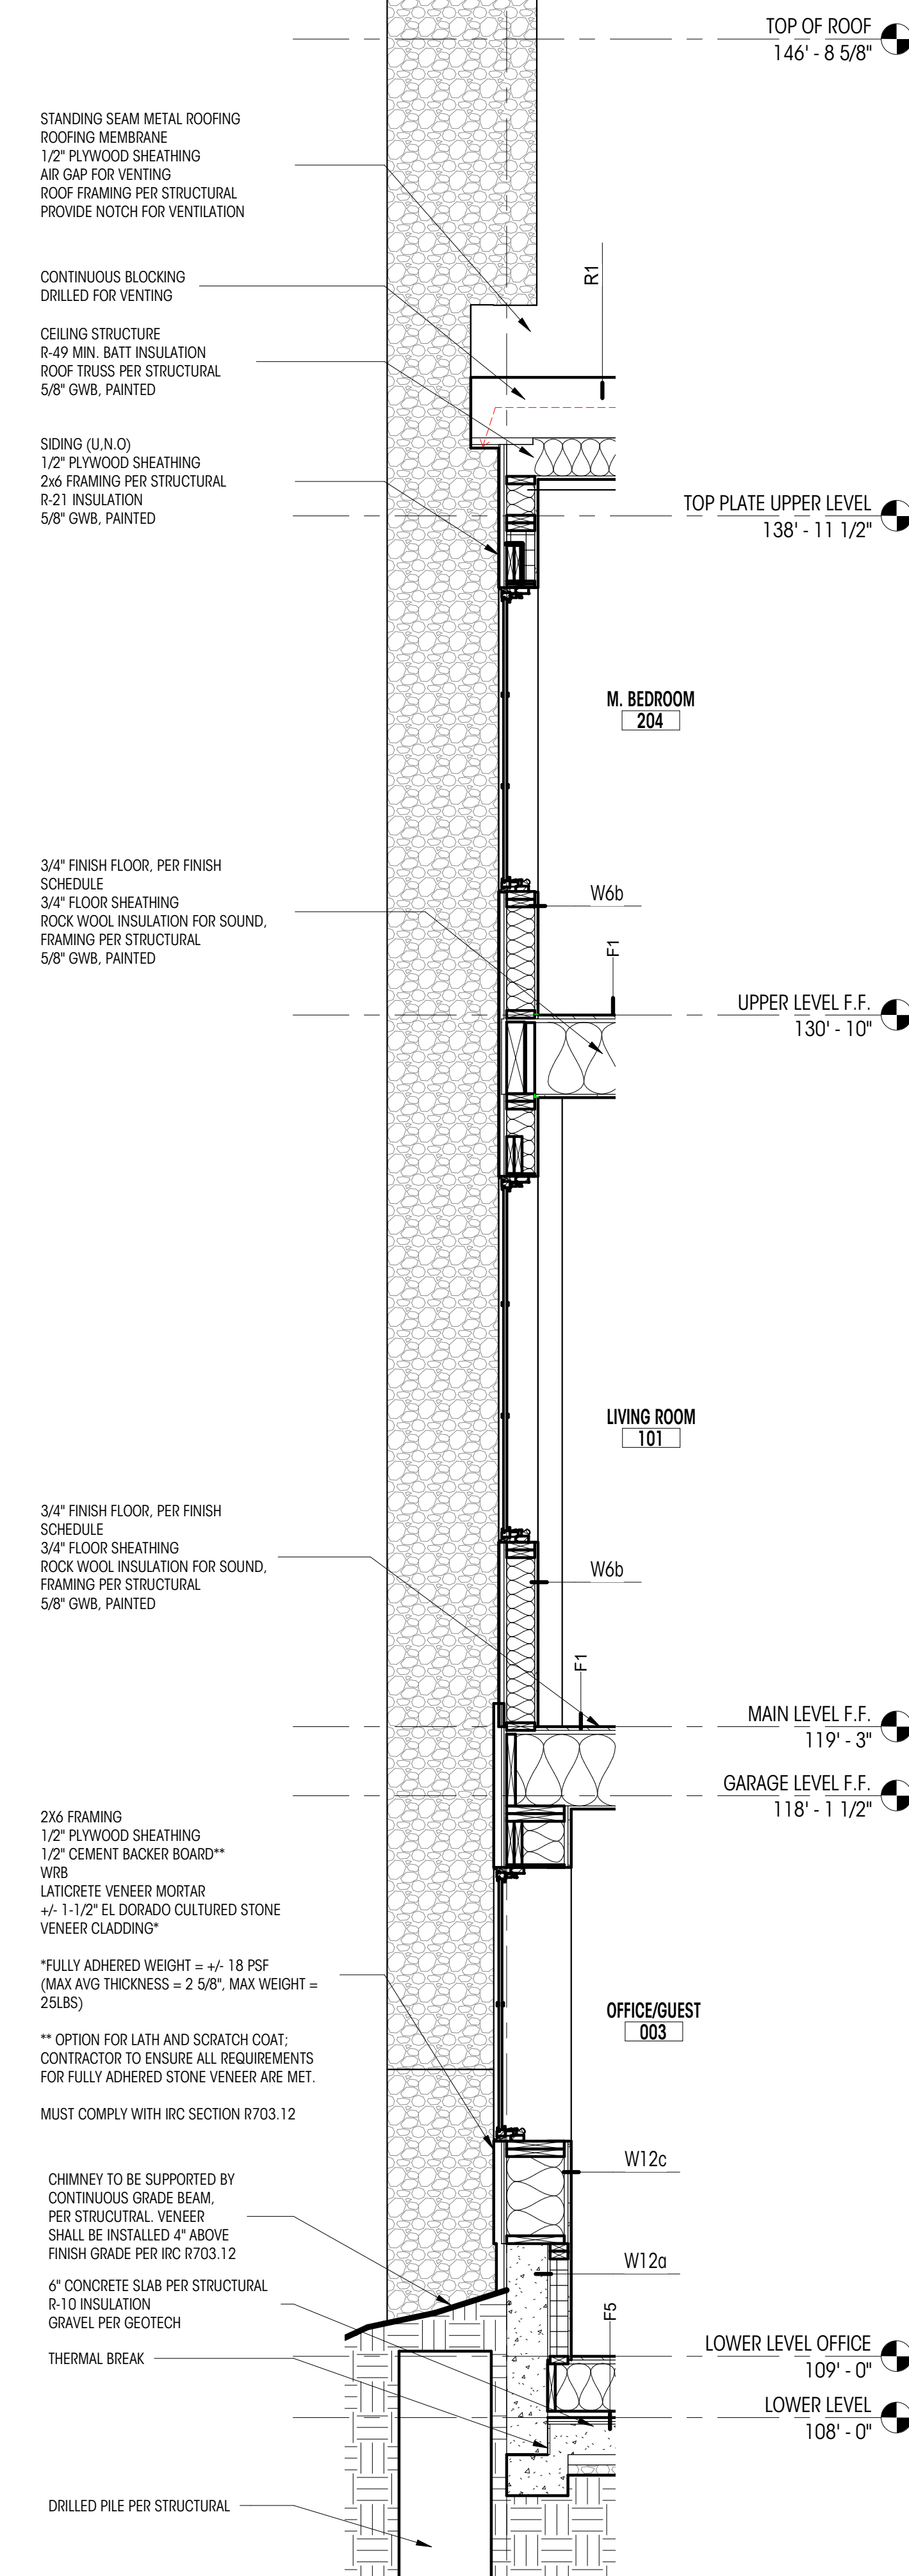 TOP OF ROOF
146' - 8 5/8"
STANDING SEAM METAL ROOFING
ROOFING MEMBRANE
1/2" PLYWOOD SHEATHING
AIR GAP FOR VENTING
ROOF FRAMING PER STRUCTURAL
PROVIDE NOTCH FOR VENTILATION
R1
CONTINUOUS BLOCKING
DRILLED FOR VENTING
CEILING STRUCTURE
R-49 MIN. BATT INSULATION
ROOF TRUSS PER STRUCTURAL
5/8" GWB, PAINTED
SIDING (U,N.O)
1/2" PLYWOOD SHEATHING
2x6 FRAMING PER STRUCTURAL
R-21 INSULATION
5/8" GWB, PAINTED
TOP PLATE UPPER LEVEL
138' - 11 1/2"
M. BEDROOM
204
3/4" FINISH FLOOR, PER FINISH
SCHEDULE
3/4" FLOOR SHEATHING
ROCK WOOL INSULATION FOR SOUND,
FRAMING PER STRUCTURAL
5/8" GWB, PAINTED
W6b
F1
UPPER LEVEL F.F.
130' - 10"
LIVING ROOM
101
3/4" FINISH FLOOR, PER FINISH
SCHEDULE
3/4" FLOOR SHEATHING
ROCK WOOL INSULATION FOR SOUND,
FRAMING PER STRUCTURAL
5/8" GWB, PAINTED
W6b
F1
MAIN LEVEL F.F.
119' - 3"
GARAGE LEVEL F.F.
118' - 1 1/2"
2X6 FRAMING
1/2" PLYWOOD SHEATHING
1/2" CEMENT BACKER BOARD**
WRB
LATICRETE VENEER MORTAR
+/- 1-1/2" EL DORADO CULTURED STONE
VENEER CLADDING*
*FULLY ADHERED WEIGHT = +/- 18 PSF
(MAX AVG THICKNESS = 2 5/8", MAX WEIGHT =
25LBS)
** OPTION FOR LATH AND SCRATCH COAT;
CONTRACTOR TO ENSURE ALL REQUIREMENTS
FOR FULLY ADHERED STONE VENEER ARE MET.
MUST COMPLY WITH IRC SECTION R703.12
OFFICE/GUEST
003
W12c
CHIMNEY TO BE SUPPORTED BY
CONTINUOUS GRADE BEAM,
PER STRUCUTRAL. VENEER
SHALL BE INSTALLED 4" ABOVE
FINISH GRADE PER IRC R703.12
W12a
6" CONCRETE SLAB PER STRUCTURAL
R-10 INSULATION
GRAVEL PER GEOTECH
F5
THERMAL BREAK
LOWER LEVEL OFFICE
109' - 0"
LOWER LEVEL
108' - 0"
DRILLED PILE PER STRUCTURAL